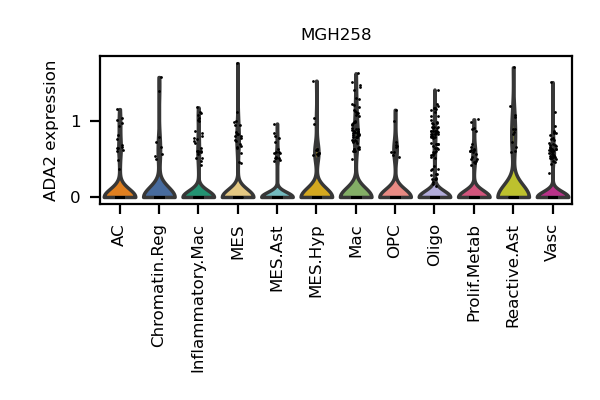 MGH258
ADA2 expression
1
0
AC
Chromatin.Reg
Inflammatory.Mac
MES
MES.Ast
MES.Hyp
Mac
OPC
Oligo
Prolif.Metab
Reactive.Ast
Vasc